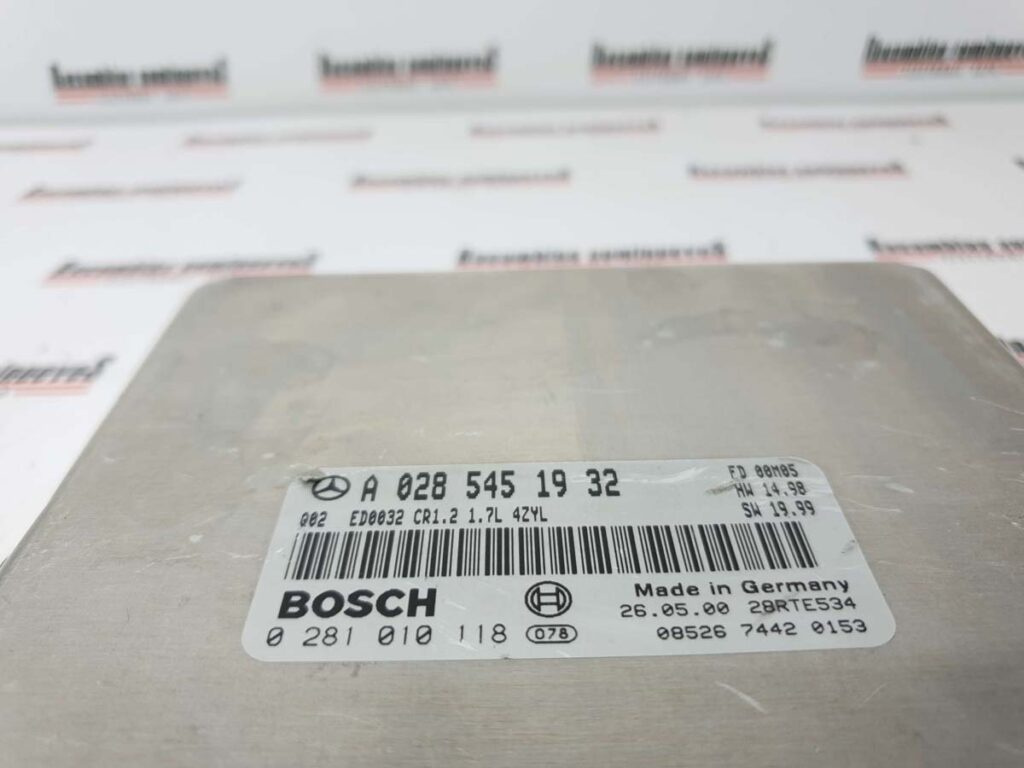 A 028 545 19 32
ED 00M05
HW 14.98
SW 19.99
Q02 ED0032 CR1.2 1.7L 4ZYL
BOSCH
Made in Germany
26.05.00 28RTE534
0 281 010 118 078
08526 7442 0153